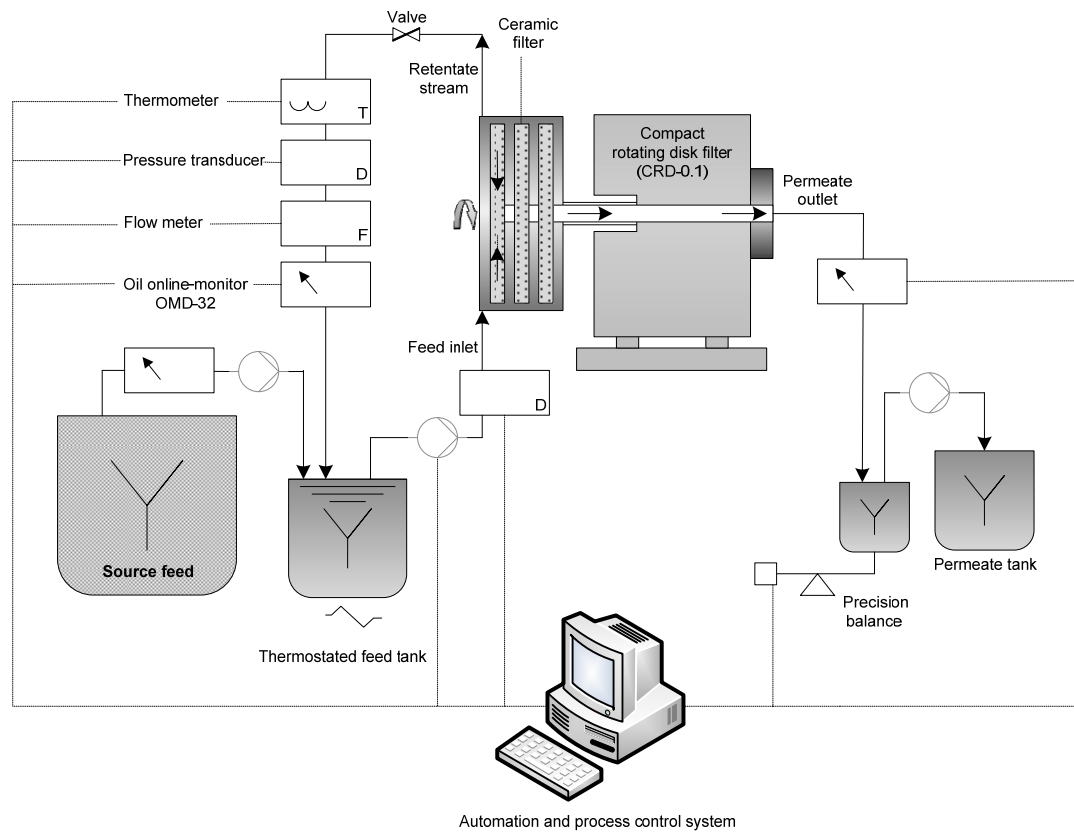 Valve
Ceramic
filter
Retentate
stream
Thermometer
T
Compact
rotating disk filter
(CRD-0.1)
Pressure transducer
D
Permeate
outlet
Flow meter
F
Oil online-monitor
OMD-32
Feed inlet
D
Source feed
Thermostated feed tank
Permeate tank
Precision
balance
Automation and process control system